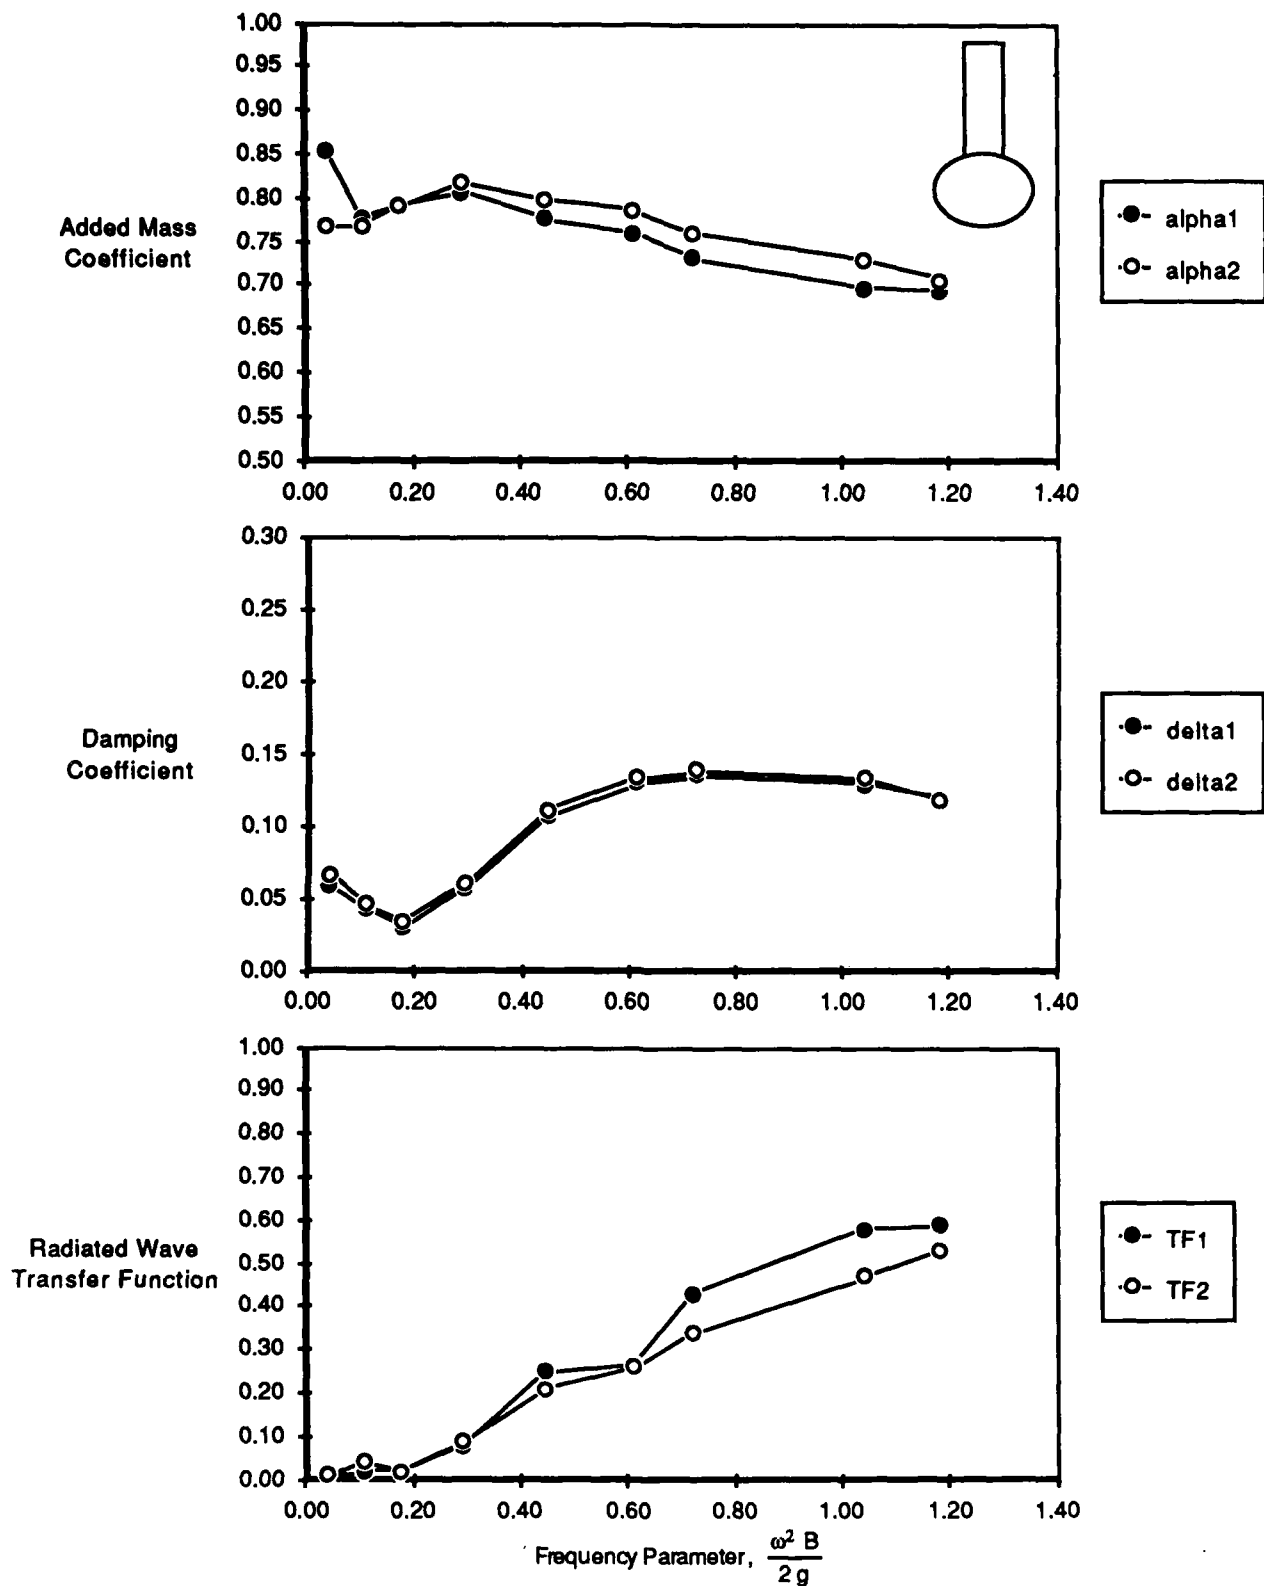 1.00
0.95
0.90
0.85
0.80
0.75
0.70
0.65
0.60
0.55
0.50
Added Mass
Coefficient
0.00 0.20 0.40 0.60 0.80 1.00 1.20 1.40
alpha1
alpha2
0.30
0.25
0.20
0.15
0.10
0.05
0.00
Damping
Coefficient
0.00 0.20 0.40 0.60 0.80 1.00 1.20 1.40
delta1
delta2
1.00
0.90
0.80
0.70
0.60
0.50
0.40
0.30
0.20
0.10
0.00
Radiated Wave
Transfer Function
0.00 0.20 0.40 0.60 0.80 1.00 1.20 1.40
TF1
TF2
Frequency Parameter, ω² B
2 g